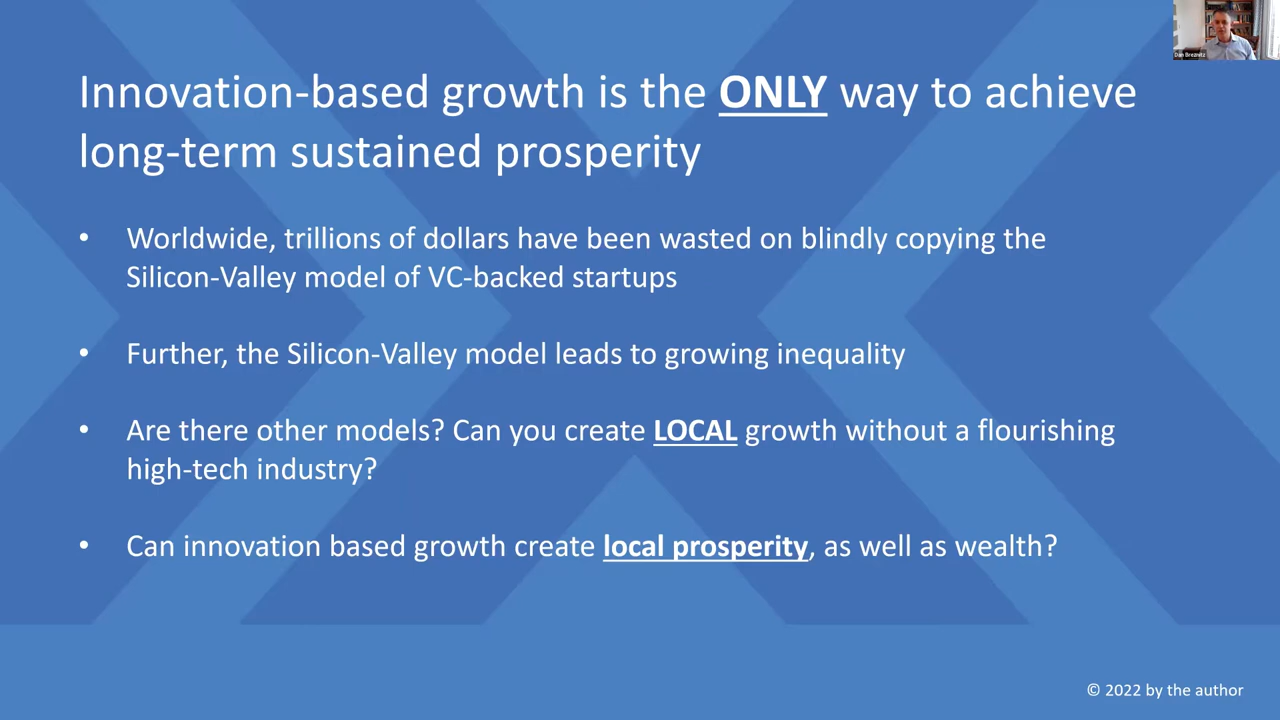 Dan Breznitz
Innovation-based growth is the ONLY way to achieve
long-term sustained prosperity
• Worldwide, trillions of dollars have been wasted on blindly copying the
Silicon-Valley model of VC-backed startups
• Further, the Silicon-Valley model leads to growing inequality
• Are there other models? Can you create LOCAL growth without a flourishing
high-tech industry?
• Can innovation based growth create local prosperity, as well as wealth?
© 2022 by the author